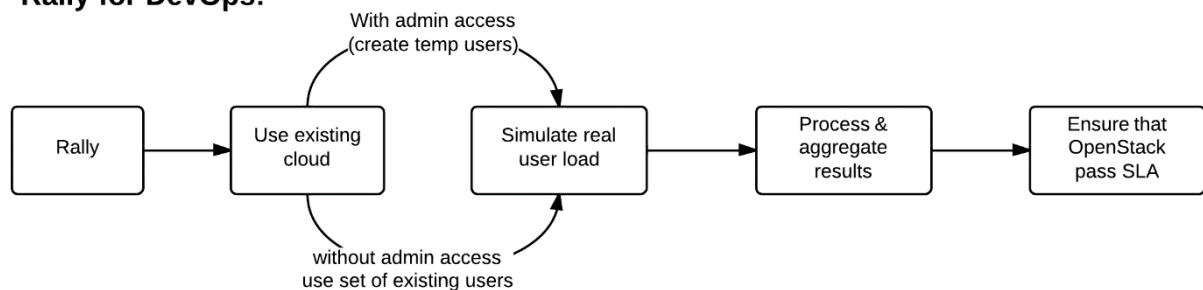 Rally for DevOps:
With admin access
(create temp users)
Rally
Use existing
cloud
Simulate real
user load
Process &
aggregate
results
Ensure that
OpenStack
pass SLA
without admin access
use set of existing users